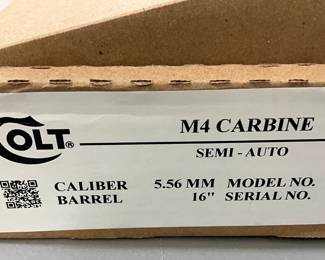 COLT®
M4 CARBINE
SEMI - AUTO
CALIBER 5.56 MM MODEL NO.
BARREL 16" SERIAL NO.